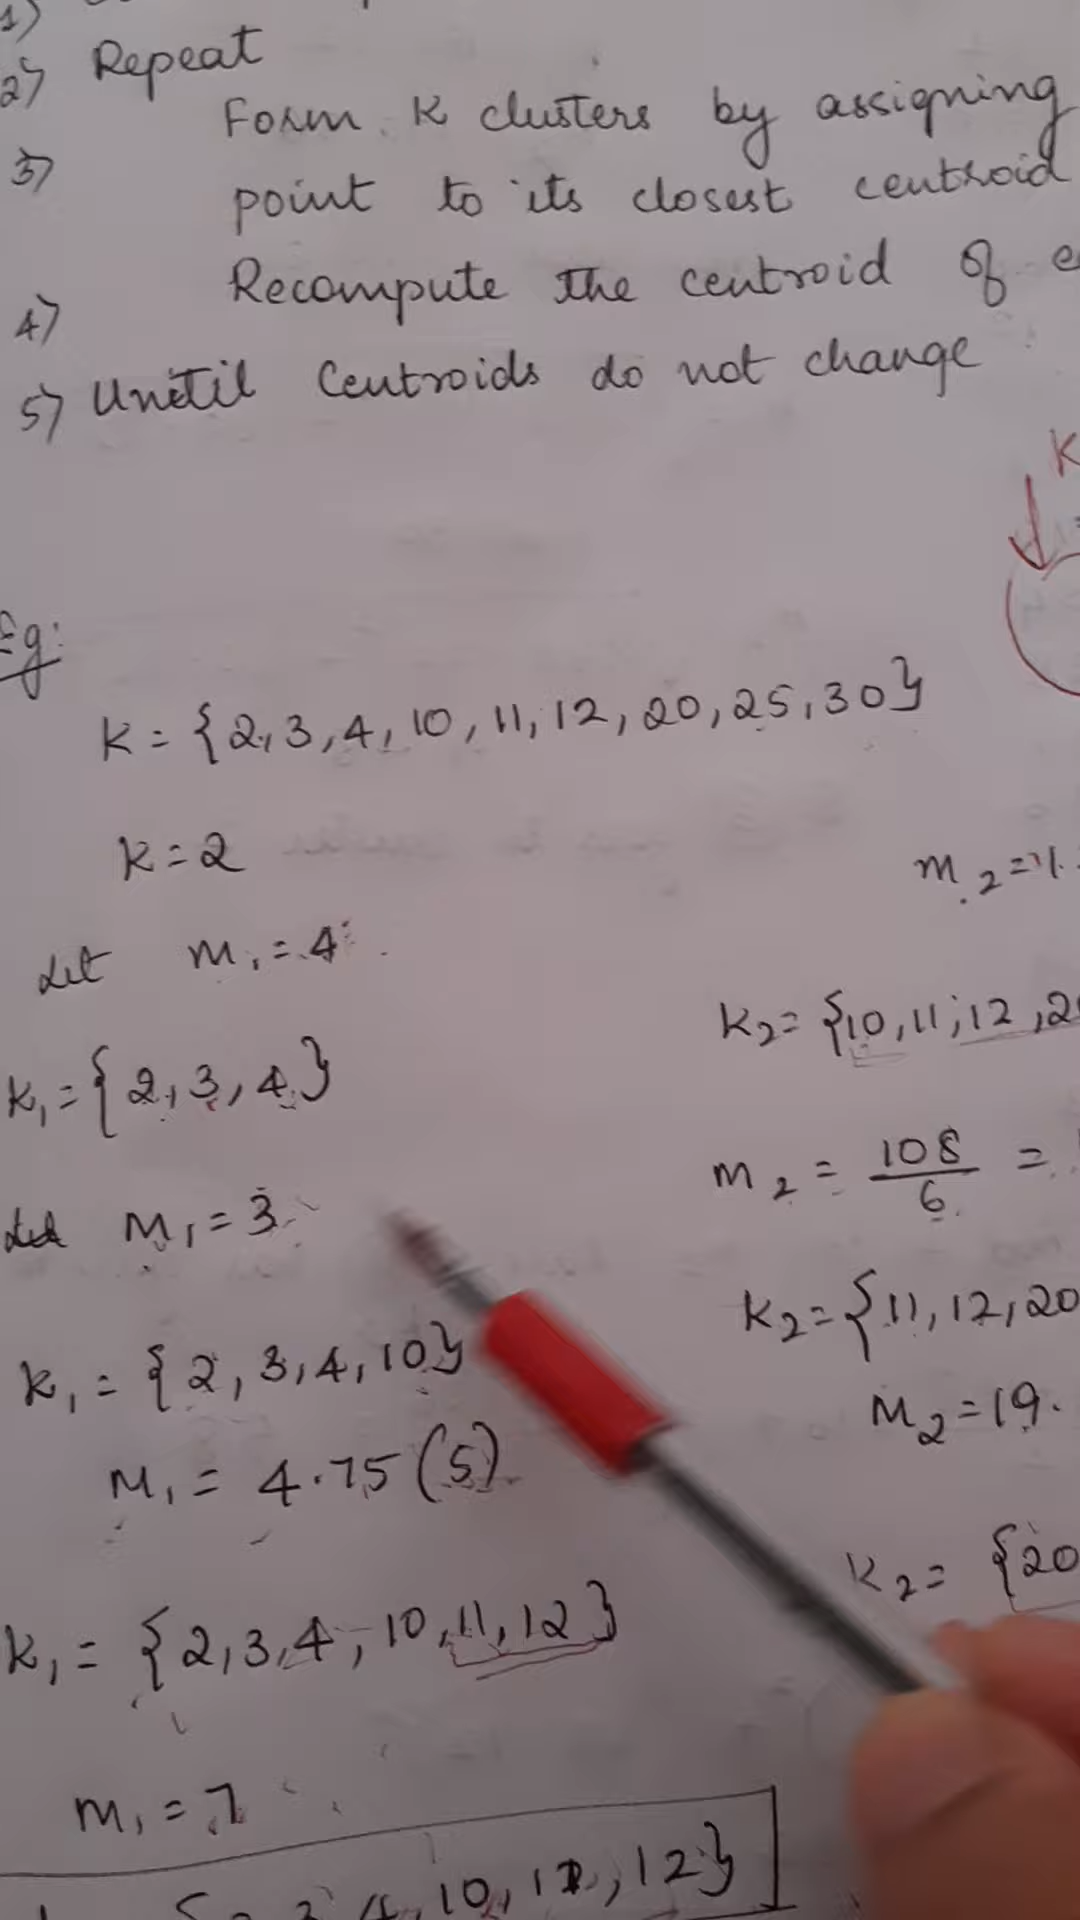 1)
2) Repeat
3) Form K clusters by assigning
point to its closest centroid
4) Recompute the centroid of
5) Until Centroids do not change
K
Eg:
K = {2, 3, 4, 10, 11, 12, 20, 25, 30}
K = 2
Let m1 = 4
m2 =
K1 = {2, 3, 4}
K2 = {10, 11, 12,
Let M1 = 3
m2 = 108/6 =
K1 = {2, 3, 4, 10}
K2 = {11, 12, 20
M1 = 4.75 (5)
M2 = 19.
K1 = {2, 3, 4, 10, 11, 12}
K2 = {20
m1 = 7
4, 10, 11, 12}